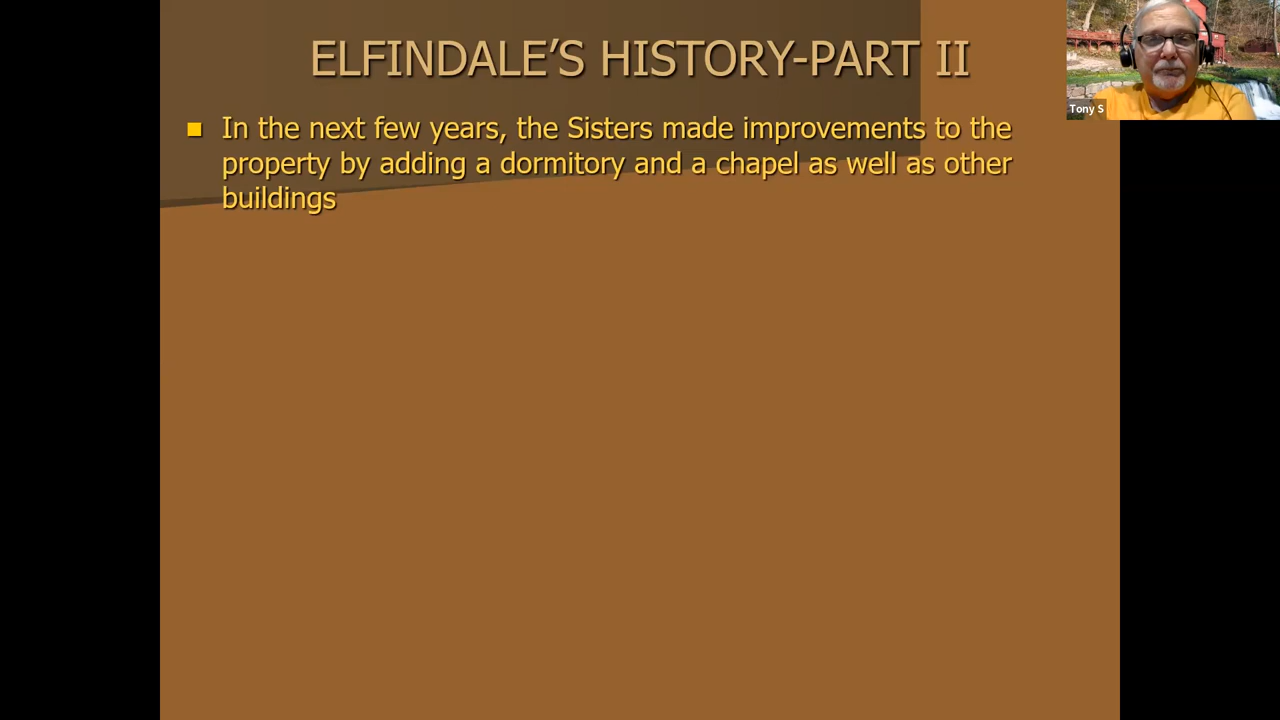 ELFINDALE’S HISTORY-PART II
Tony S
In the next few years, the Sisters made improvements to the
property by adding a dormitory and a chapel as well as other
buildings